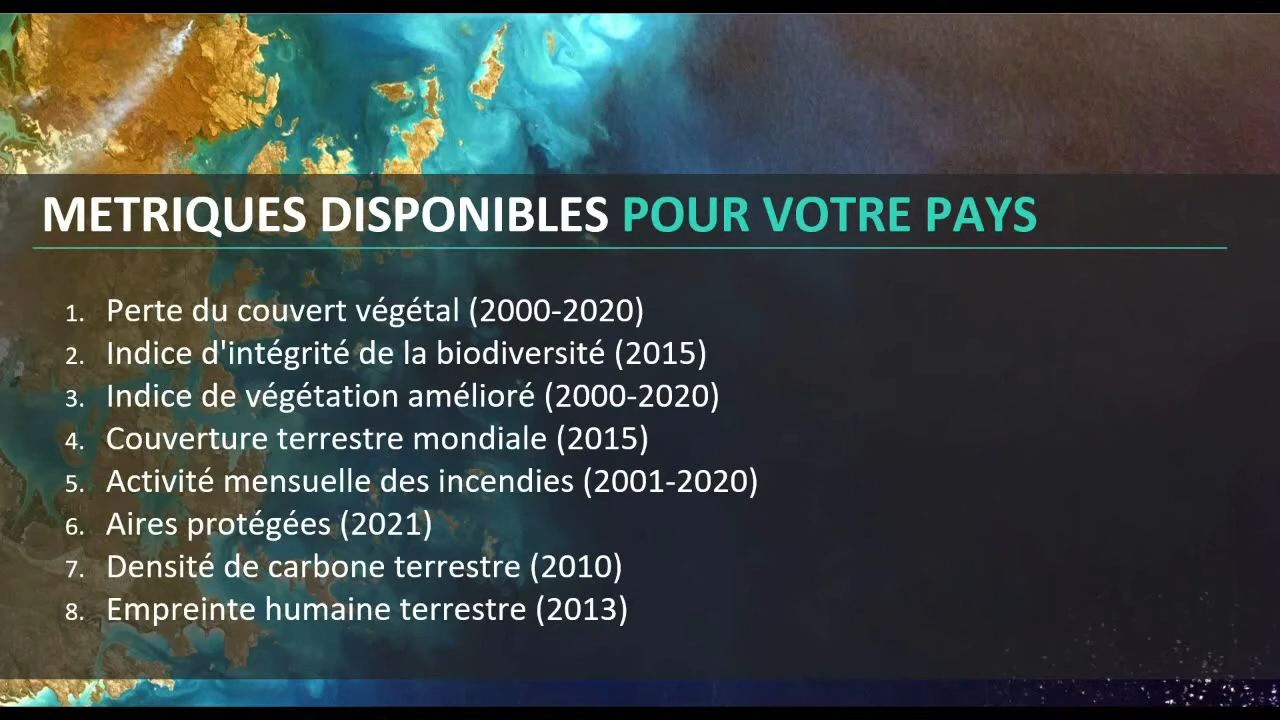 METRIQUES DISPONIBLES POUR VOTRE PAYS
1. Perte du couvert végétal (2000-2020)
2. Indice d'intégrité de la biodiversité (2015)
3. Indice de végétation amélioré (2000-2020)
4. Couverture terrestre mondiale (2015)
5. Activité mensuelle des incendies (2001-2020)
6. Aires protégées (2021)
7. Densité de carbone terrestre (2010)
8. Empreinte humaine terrestre (2013)